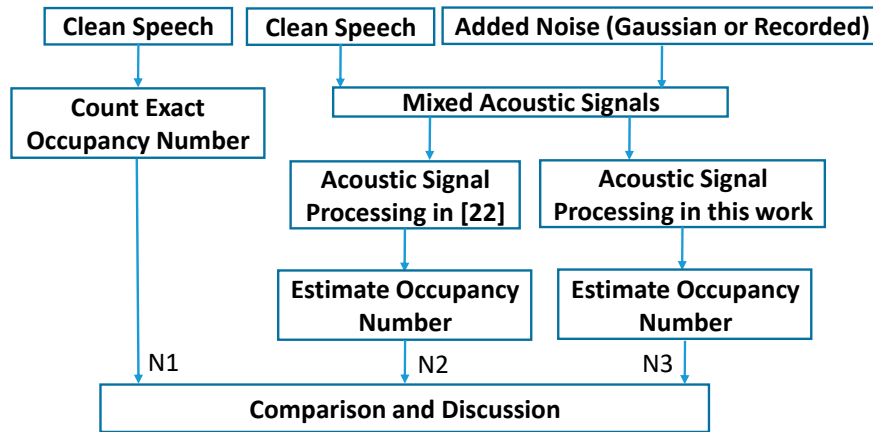 Clean Speech
Clean Speech
Added Noise (Gaussian or Recorded)
Count Exact
Occupancy Number
Mixed Acoustic Signals
Acoustic Signal
Processing in [22]
Acoustic Signal
Processing in this work
Estimate Occupancy
Number
Estimate Occupancy
Number
N1
N2
N3
Comparison and Discussion